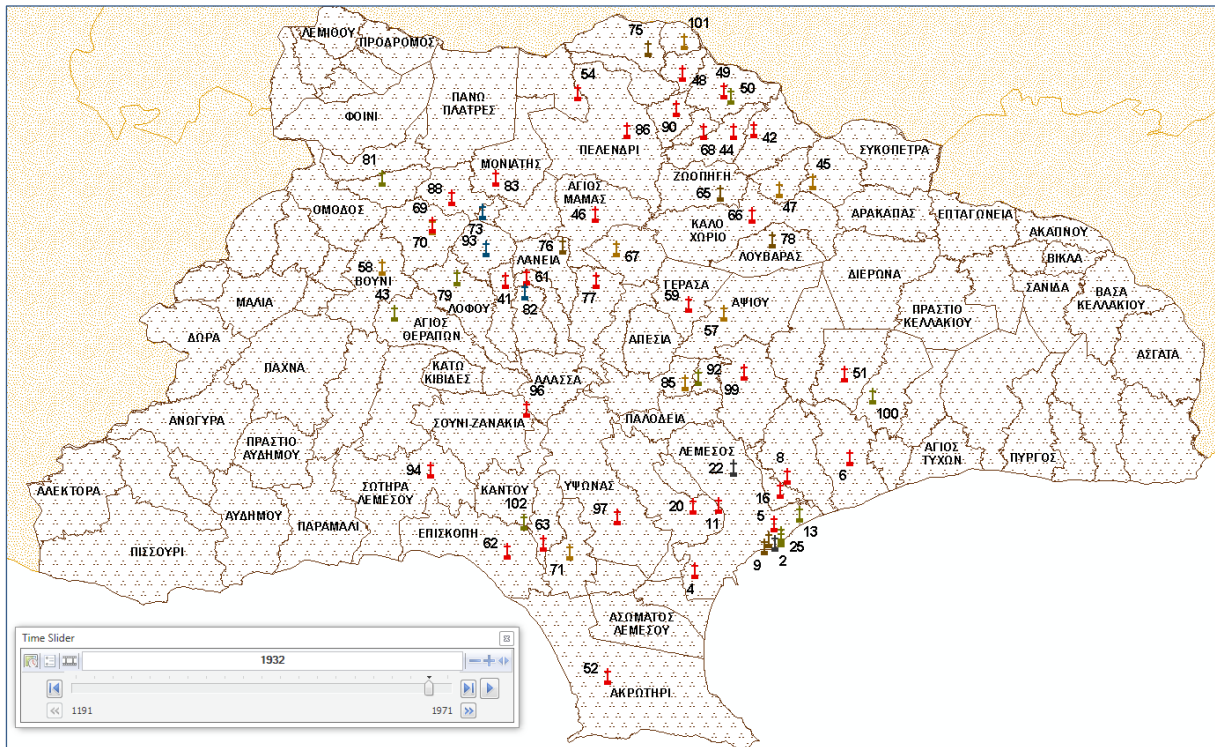 101
75
ΛΕΜΙΘΟΥ
ΠΡΟΔΡΟΜΟΣ
54
48
49
50
ΠΑΝΩ
ΠΛΑΤΡΕΣ
ΦΟΙΝΙ
90
86
68
44
42
ΠΕΛΕΝΔΡΙ
ΣΥΚΟΠΕΤΡΑ
81
ΜΟΝΙΑΤΗΣ
83
45
ΖΩΟΠΗΓΗ
65
47
88
ΑΓΙΟΣ
ΜΑΜΑΣ
46
ΟΜΟΔΟΣ
69
70
73
66
ΚΑΛΟ
ΧΩΡΙΟ
ΑΡΑΚΑΠΑΣ
ΕΠΤΑΓΩΝΕΙΑ
ΑΚΑΠΝΟΥ
93
76
67
78
ΛΟΥΒΑΡΑΣ
ΛΑΝΕΙΑ
ΒΙΚΛΑ
58
ΒΟΥΝΙ
43
79
ΛΟΦΟΥ
41
61
82
77
ΓΕΡΑΣΑ
59
ΔΙΕΡΩΝΑ
ΣΑΝΙΔΑ
ΒΑΣΑ
ΚΕΛΛΑΚΙΟΥ
ΜΑΛΙΑ
ΑΨΙΟΥ
57
ΠΡΑΣΤΙΟ
ΚΕΛΛΑΚΙΟΥ
ΑΓΙΟΣ
ΘΕΡΑΠΩΝ
ΔΩΡΑ
ΑΠΕΣΙΑ
ΑΣΓΑΤΑ
ΠΑΧΝΑ
ΚΑΤΩ
ΚΙΒΙΔΕΣ
ΑΛΑΣΣΑ
96
85
92
99
51
100
ΑΝΩΓΥΡΑ
ΣΟΥΝΙ-ΖΑΝΑΚΙΑ
ΠΑΛΟΔΕΙΑ
ΠΡΑΣΤΙΟ
ΑΥΔΗΜΟΥ
ΑΓΙΟΣ
ΤΥΧΩΝ
ΠΥΡΓΟΣ
ΛΕΜΕΣΟΣ
22
8
6
94
ΣΩΤΗΡΑ
ΛΕΜΕΣΟΥ
ΚΑΝΤΟΥ
102
ΥΨΩΝΑΣ
ΑΛΕΚΤΟΡΑ
16
ΑΥΔΗΜΟΥ
ΠΑΡΑΜΑΛΙ
97
20
11
5
13
ΕΠΙΣΚΟΠΗ
63
62
71
25
2
9
ΠΙΣΣΟΥΡΙ
4
ΑΣΩΜΑΤΟΣ
ΛΕΜΕΣΟΥ
52
ΑΚΡΩΤΗΡΙ
Time Slider
1932
1191
1971